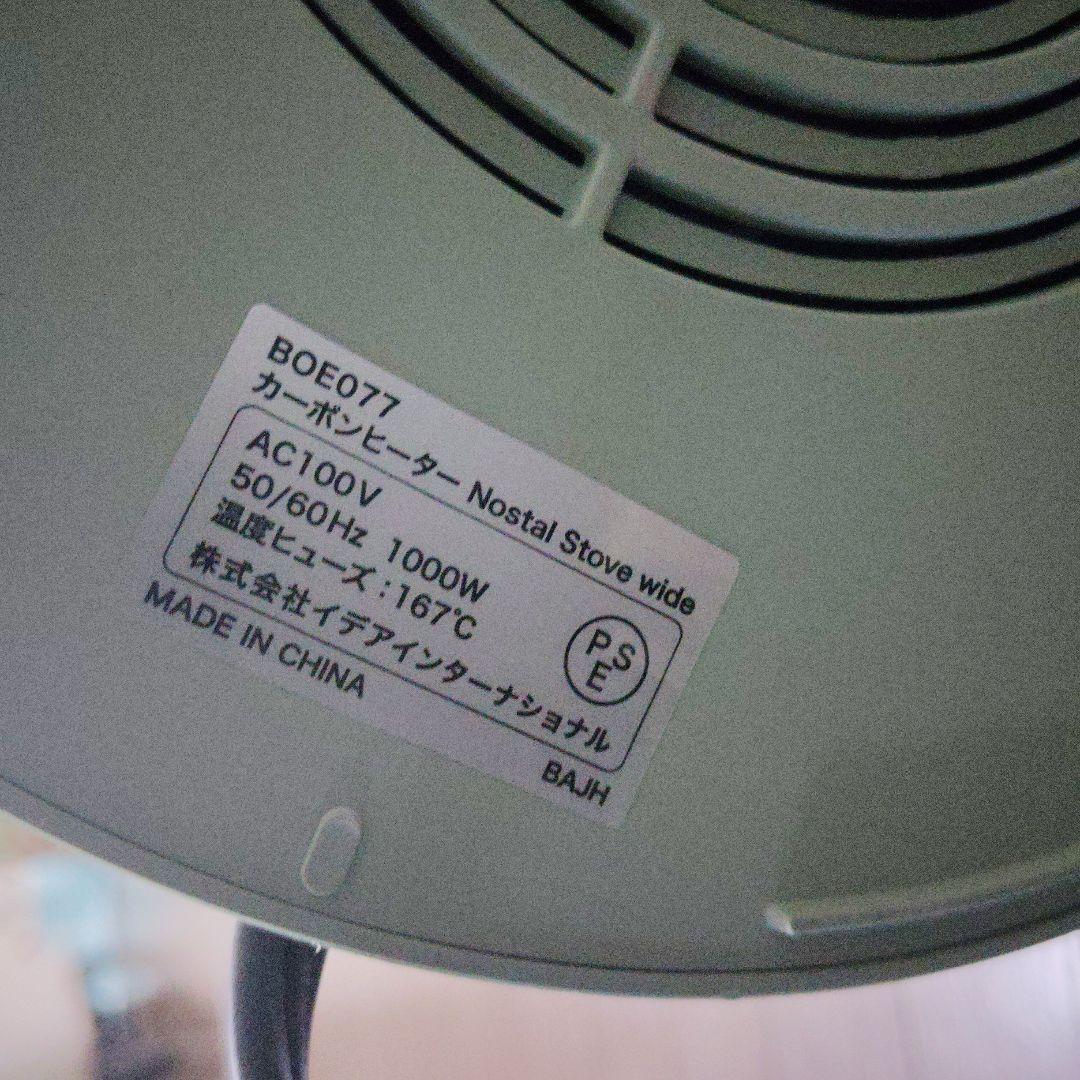 BOE077
カーボンヒーター Nostal Stove wide
AC100V
50/60Hz 1000W
温度ヒューズ：167℃
株式会社イデアインターナショナル
PSE
MADE IN CHINA
BAJH